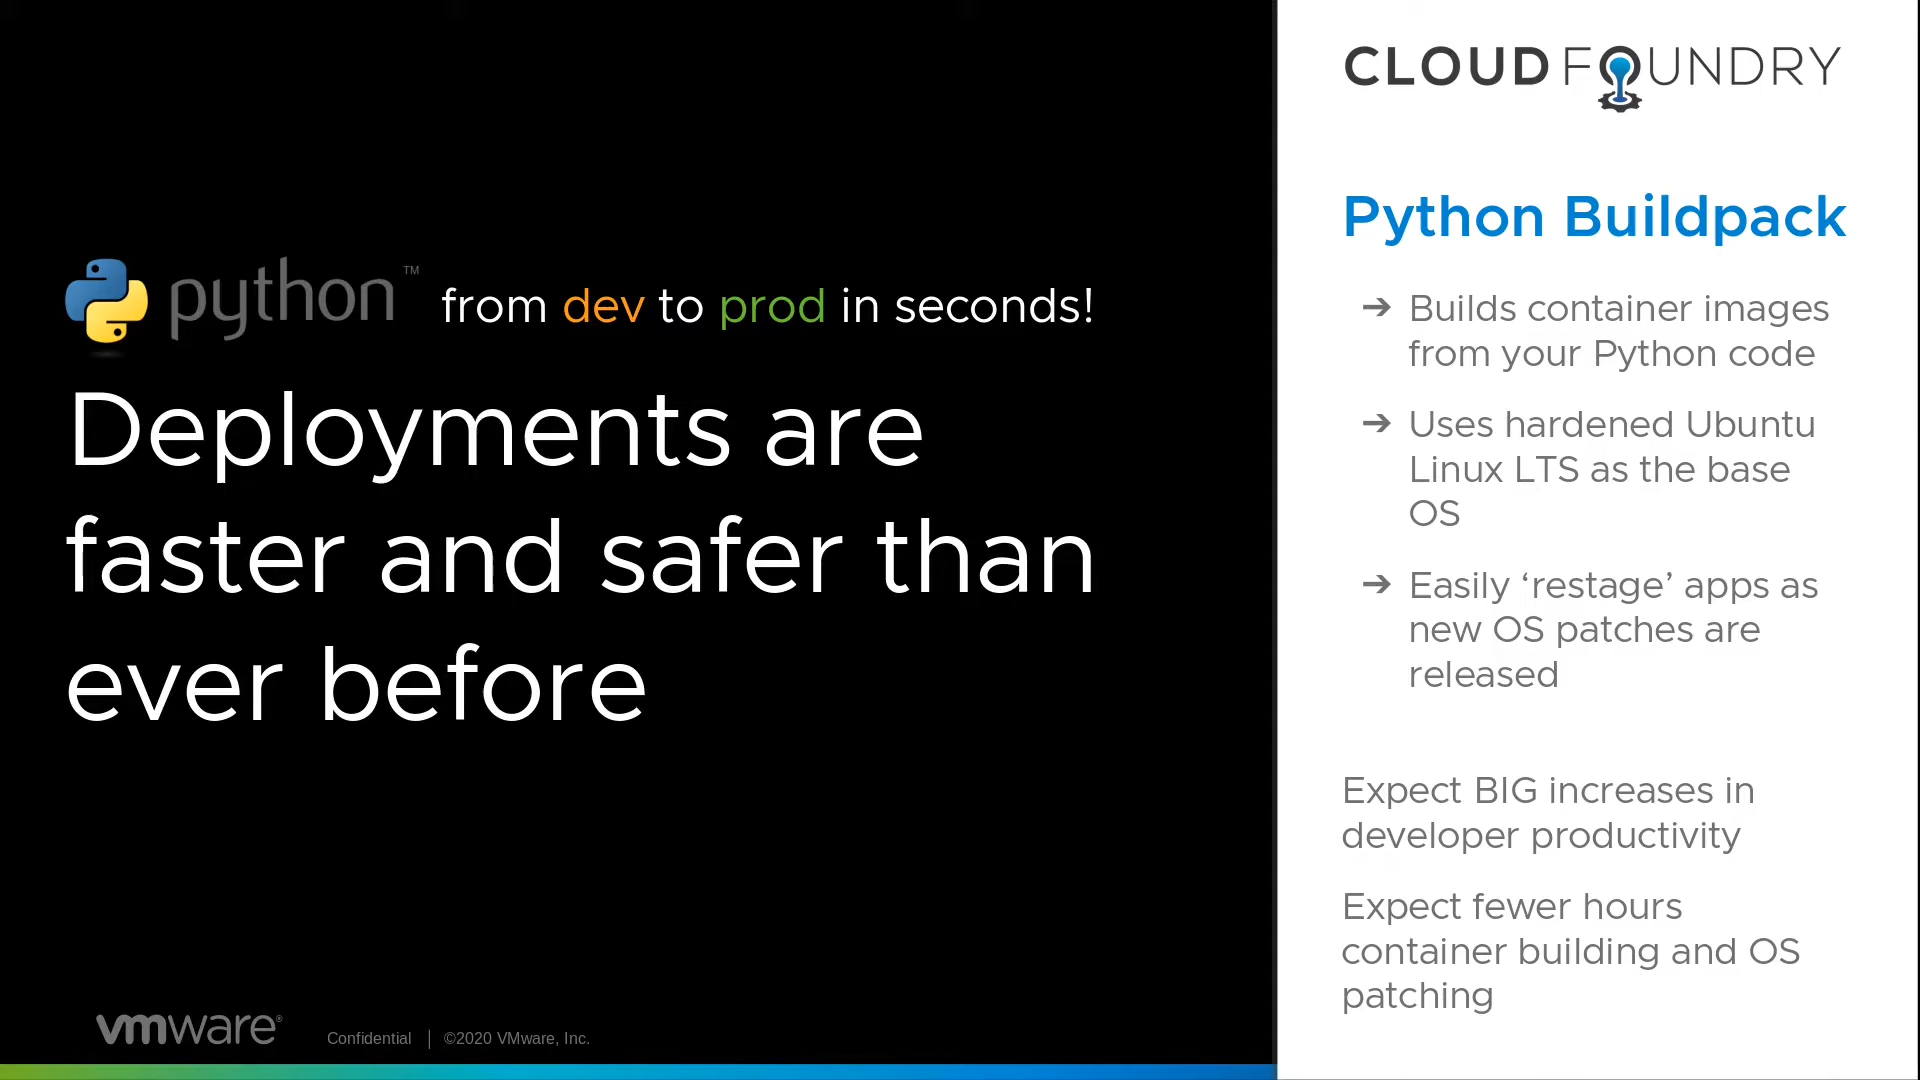 python™ from dev to prod in seconds!
Deployments are
faster and safer than
ever before
vmware®
Confidential | ©2020 VMware, Inc.
CLOUD FOUNDRY
Python Buildpack
➔ Builds container images
from your Python code
➔ Uses hardened Ubuntu
Linux LTS as the base
OS
➔ Easily ‘restage’ apps as
new OS patches are
released
Expect BIG increases in
developer productivity
Expect fewer hours
container building and OS
patching